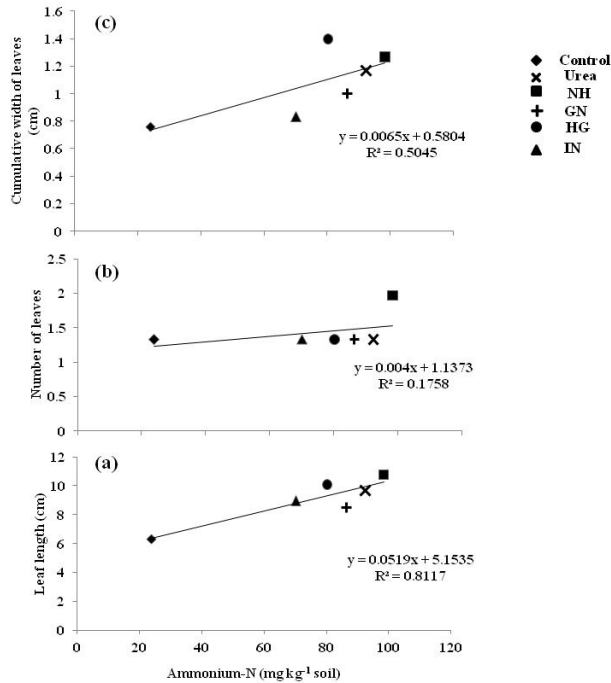 (c)
Cumulative width of leaves
(cm)
1.6
1.4
1.2
1
0.8
0.6
0.4
0.2
0
y = 0.0065x + 0.5804
R² = 0.5045
Control
Urea
NH
GN
HG
IN
(b)
Number of leaves
2.5
2
1.5
1
0.5
0
y = 0.004x + 1.1373
R² = 0.1758
(a)
Leaf length (cm)
12
10
8
6
4
2
0
y = 0.0519x + 5.1535
R² = 0.8117
0 20 40 60 80 100 120
Ammonium-N (mg kg⁻¹ soil)